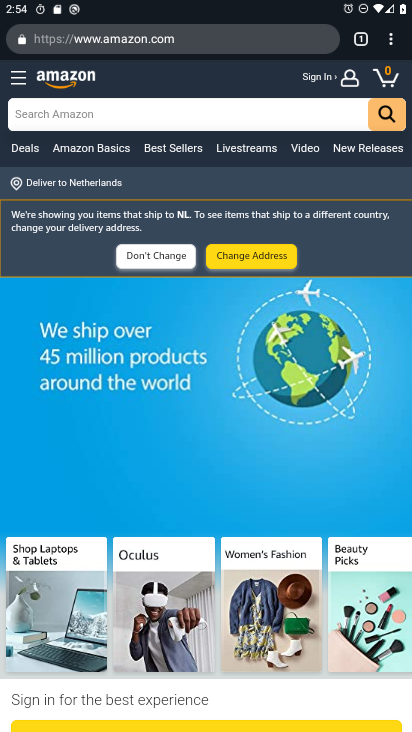 2:54
https://www.amazon.com
1
amazon
Sign In ›
0
Search Amazon
Deals Amazon Basics Best Sellers Livestreams Video New Releases
Deliver to Netherlands
We're showing you items that ship to NL. To see items that ship to a different country,
change your delivery address.
Don't Change
Change Address
We ship over
45 million products
around the world
Shop Laptops
& Tablets
Oculus
Women's Fashion
Beauty
Picks
Sign in for the best experience